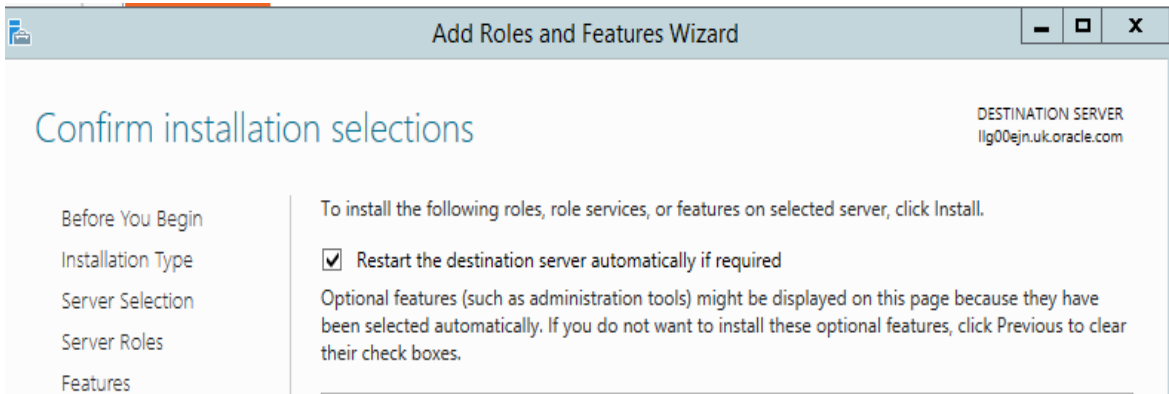 Add Roles and Features Wizard
Confirm installation selections
DESTINATION SERVER
llg00ejn.uk.oracle.com
Before You Begin
Installation Type
Server Selection
Server Roles
Features
To install the following roles, role services, or features on selected server, click Install.
Restart the destination server automatically if required
Optional features (such as administration tools) might be displayed on this page because they have
been selected automatically. If you do not want to install these optional features, click Previous to clear
their check boxes.